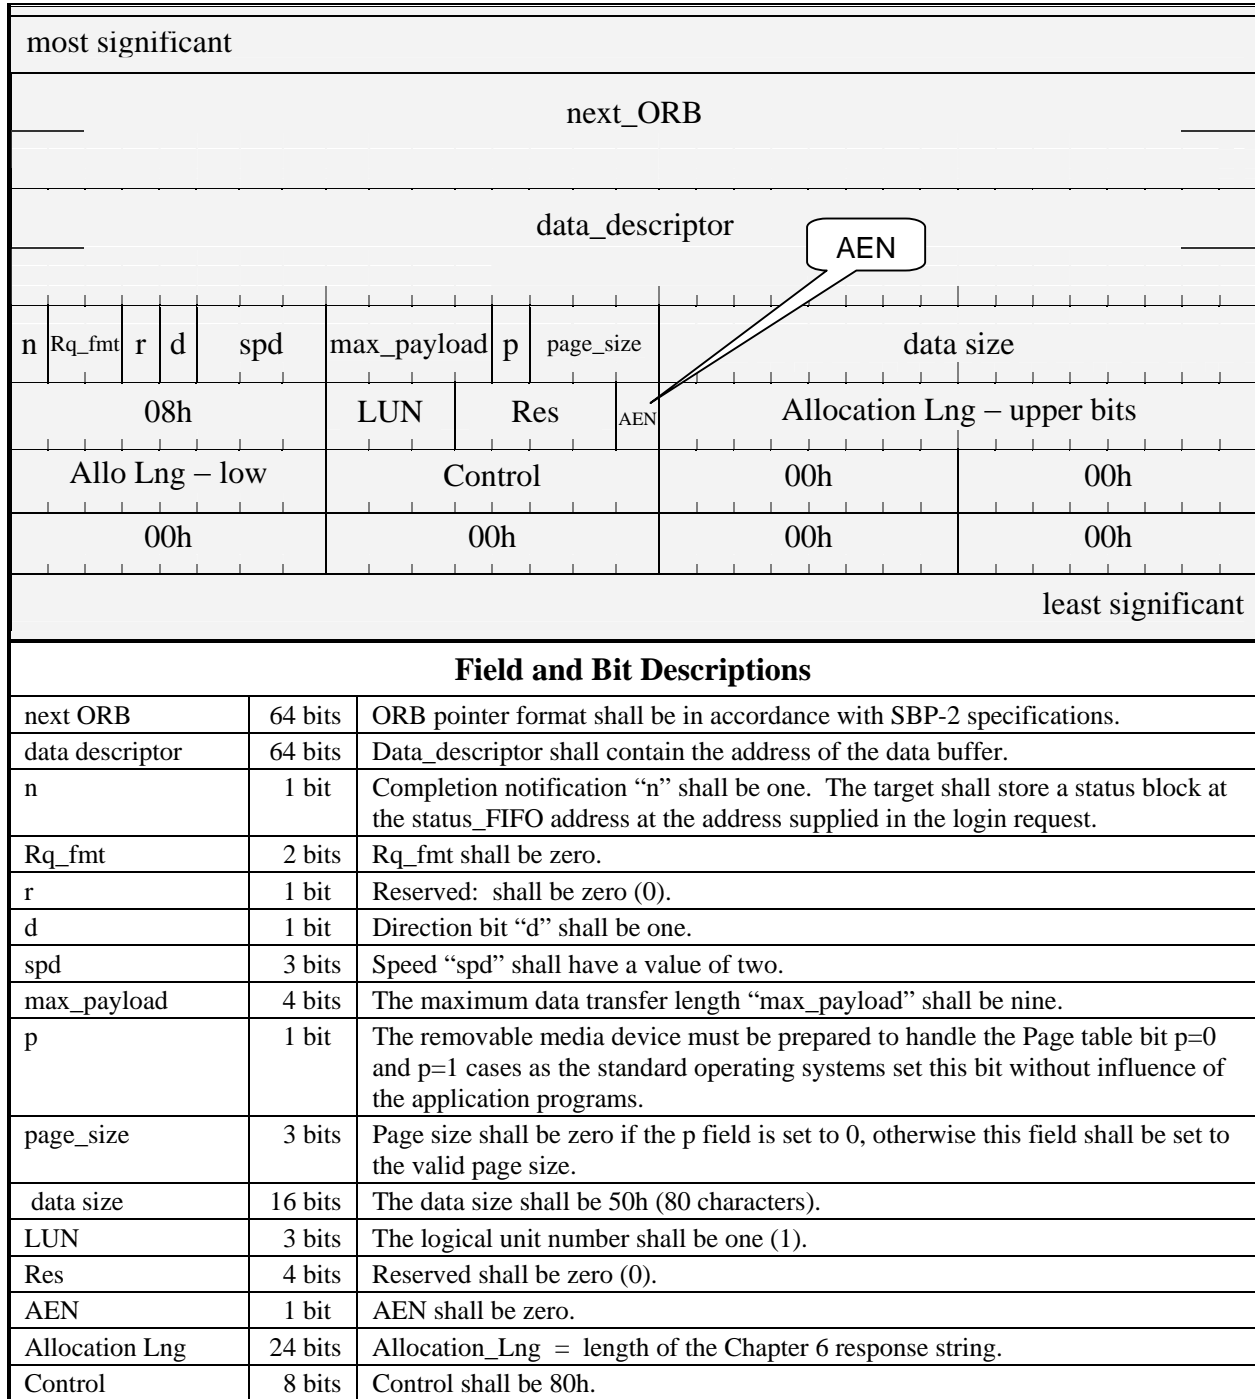 most significant
next_ORB
data_descriptor
AEN
n Rq_fmt r d spd max_payload p page_size data size
08h LUN Res AEN Allocation Lng – upper bits
Allo Lng – low Control 00h 00h
00h 00h 00h 00h
least significant
Field and Bit Descriptions
next ORB 64 bits ORB pointer format shall be in accordance with SBP-2 specifications.
data descriptor 64 bits Data_descriptor shall contain the address of the data buffer.
n 1 bit Completion notification “n” shall be one. The target shall store a status block at
the status_FIFO address at the address supplied in the login request.
Rq_fmt 2 bits Rq_fmt shall be zero.
r 1 bit Reserved: shall be zero (0).
d 1 bit Direction bit “d” shall be one.
spd 3 bits Speed “spd” shall have a value of two.
max_payload 4 bits The maximum data transfer length “max_payload” shall be nine.
p 1 bit The removable media device must be prepared to handle the Page table bit p=0
and p=1 cases as the standard operating systems set this bit without influence of
the application programs.
page_size 3 bits Page size shall be zero if the p field is set to 0, otherwise this field shall be set to
the valid page size.
data size 16 bits The data size shall be 50h (80 characters).
LUN 3 bits The logical unit number shall be one (1).
Res 4 bits Reserved shall be zero (0).
AEN 1 bit AEN shall be zero.
Allocation Lng 24 bits Allocation_Lng = length of the Chapter 6 response string.
Control 8 bits Control shall be 80h.